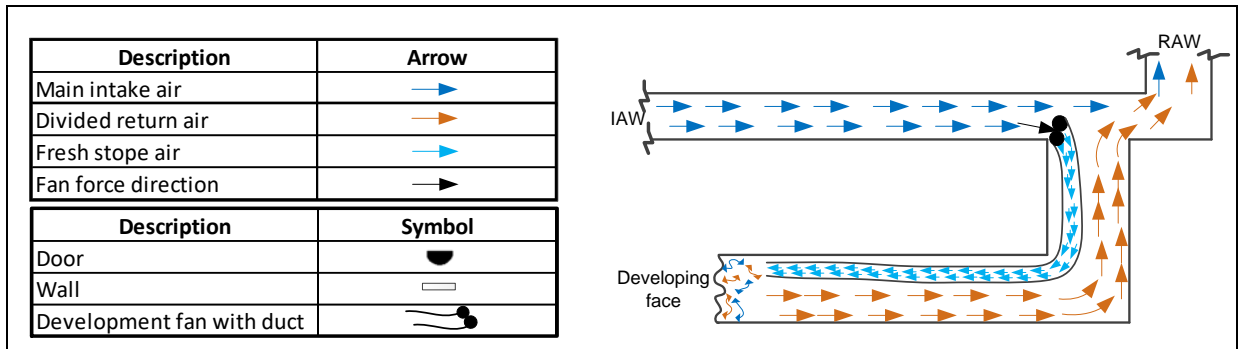 Description Arrow
Main intake air
Divided return air
Fresh stope air
Fan force direction
Description Symbol
Door
Wall
Development fan with duct
RAW
IAW
Developing
face